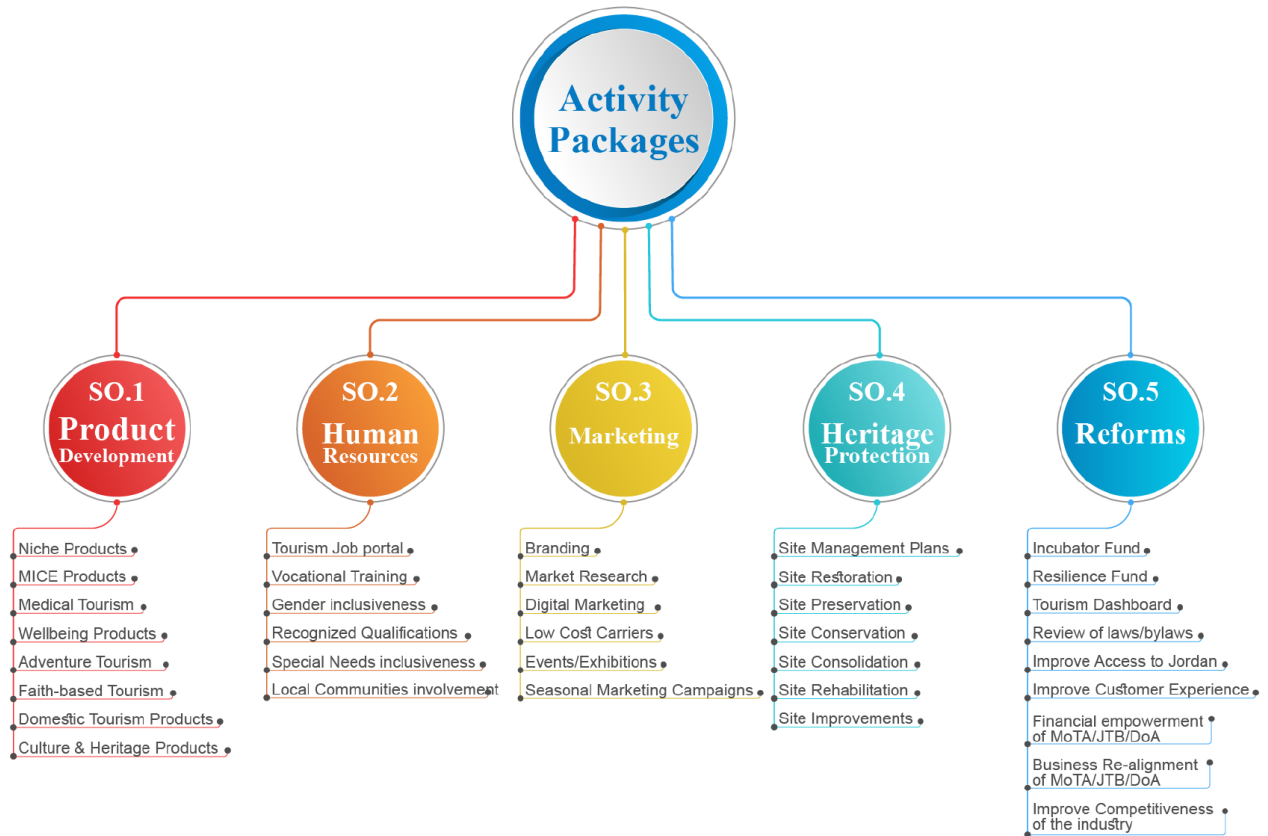 Activity
Packages
SO.1
Product
Development
Niche Products
MICE Products
Medical Tourism
Wellbeing Products
Adventure Tourism
Faith-based Tourism
Domestic Tourism Products
Culture & Heritage Products
SO.2
Human
Resources
Tourism Job portal
Vocational Training
Gender inclusiveness
Recognized Qualifications
Special Needs inclusiveness
Local Communities involvement
SO.3
Marketing
Branding
Market Research
Digital Marketing
Low Cost Carriers
Events/Exhibitions
Seasonal Marketing Campaigns
SO.4
Heritage
Protection
Site Management Plans
Site Restoration
Site Preservation
Site Conservation
Site Consolidation
Site Rehabilitation
Site Improvements
SO.5
Reforms
Incubator Fund
Resilience Fund
Tourism Dashboard
Review of laws/bylaws
Improve Access to Jordan
Improve Customer Experience
Financial empowerment
of MoTA/JTB/DoA
Business Re-alignment
of MoTA/JTB/DoA
Improve Competitiveness
of the industry